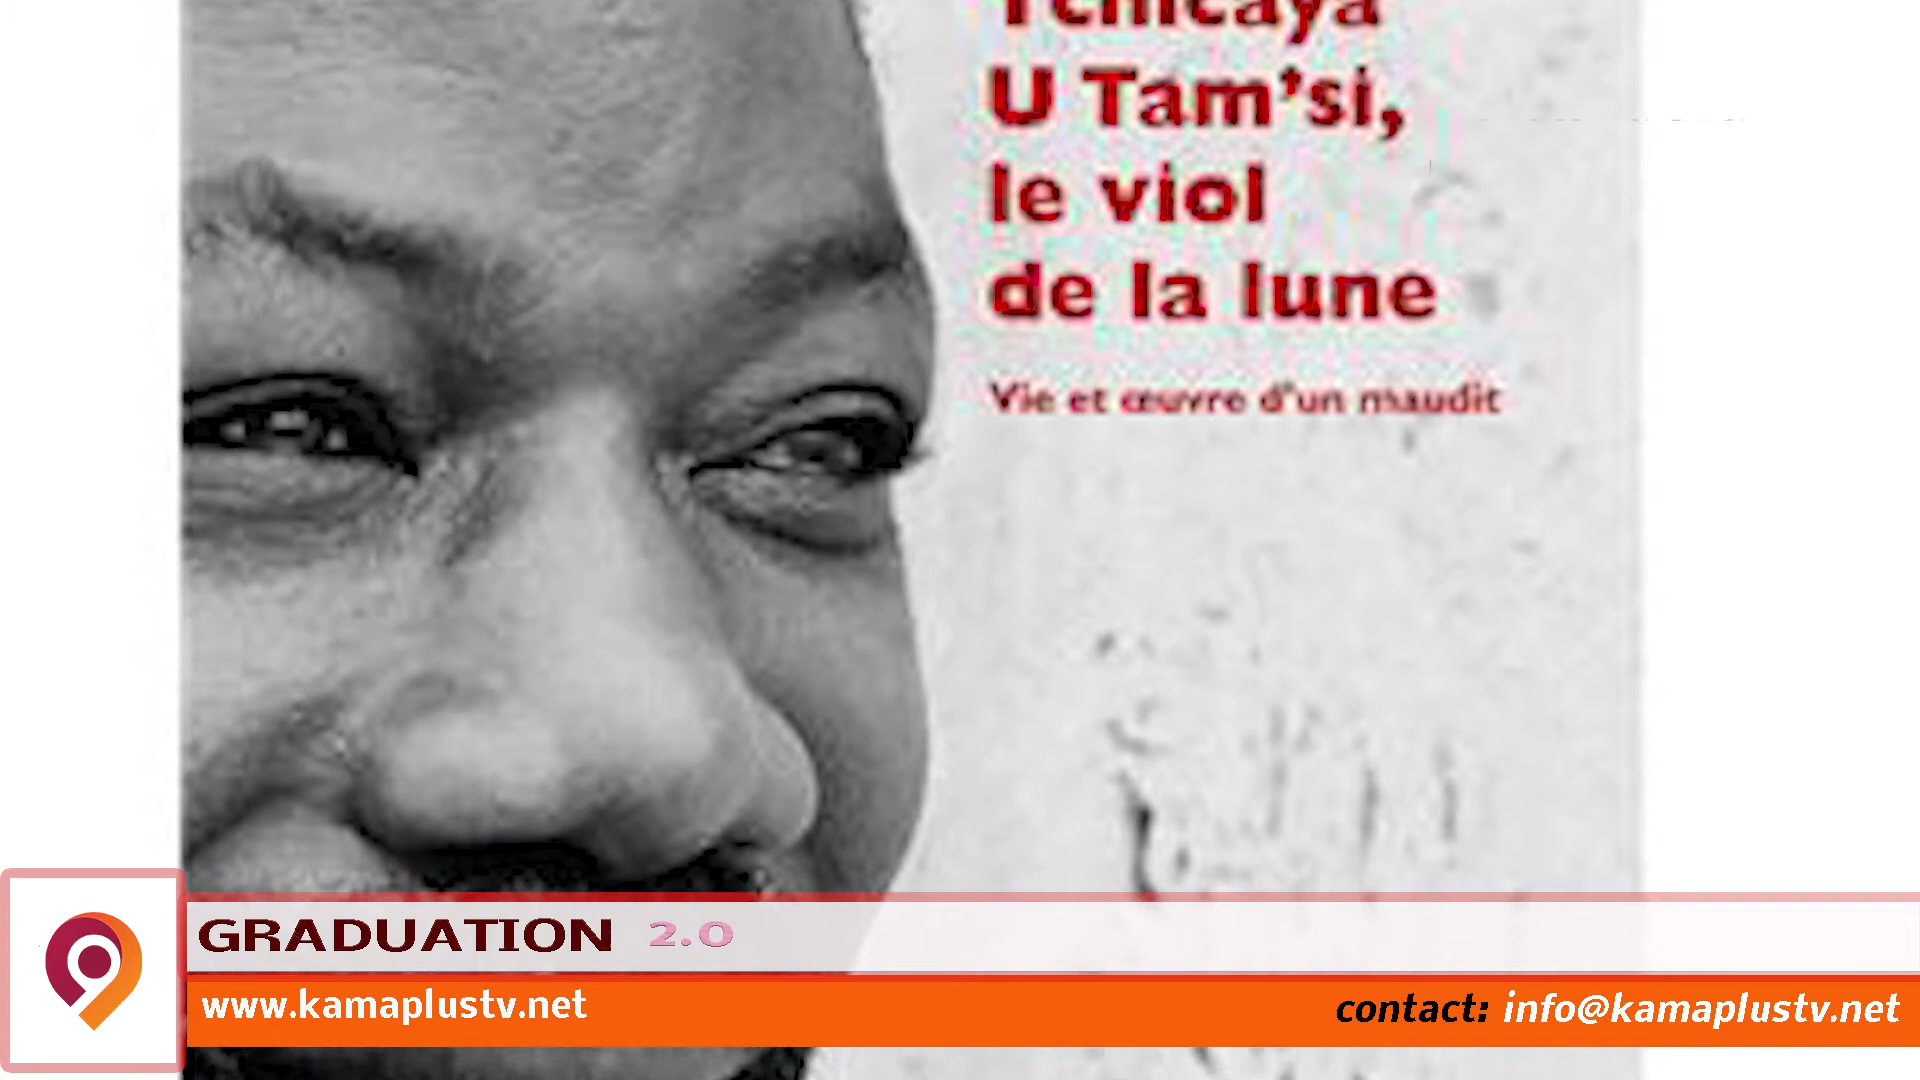 Tchicaya
U Tam'si,
le viol
de la lune
Vie et œuvre d'un maudit
GRADUATION 2.0
www.kamaplustv.net
contact: info@kamaplustv.net